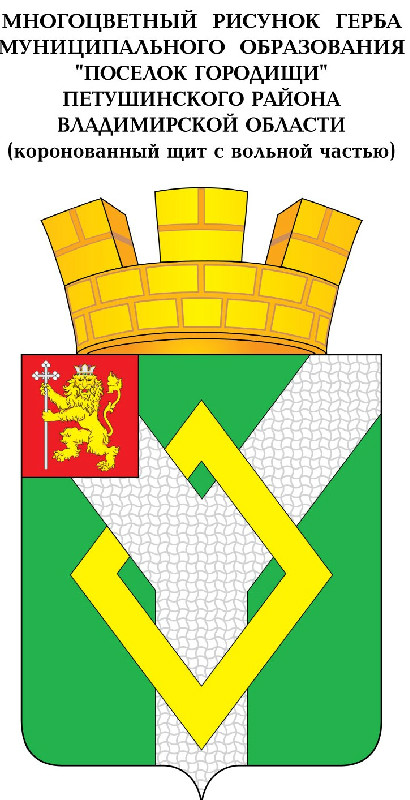 МНОГОЦВЕТНЫЙ РИСУНОК ГЕРБА
МУНИЦИПАЛЬНОГО ОБРАЗОВАНИЯ
"ПОСЕЛОК ГОРОДИЩИ"
ПЕТУШИНСКОГО РАЙОНА
ВЛАДИМИРСКОЙ ОБЛАСТИ
(коронованный щит с вольной частью)